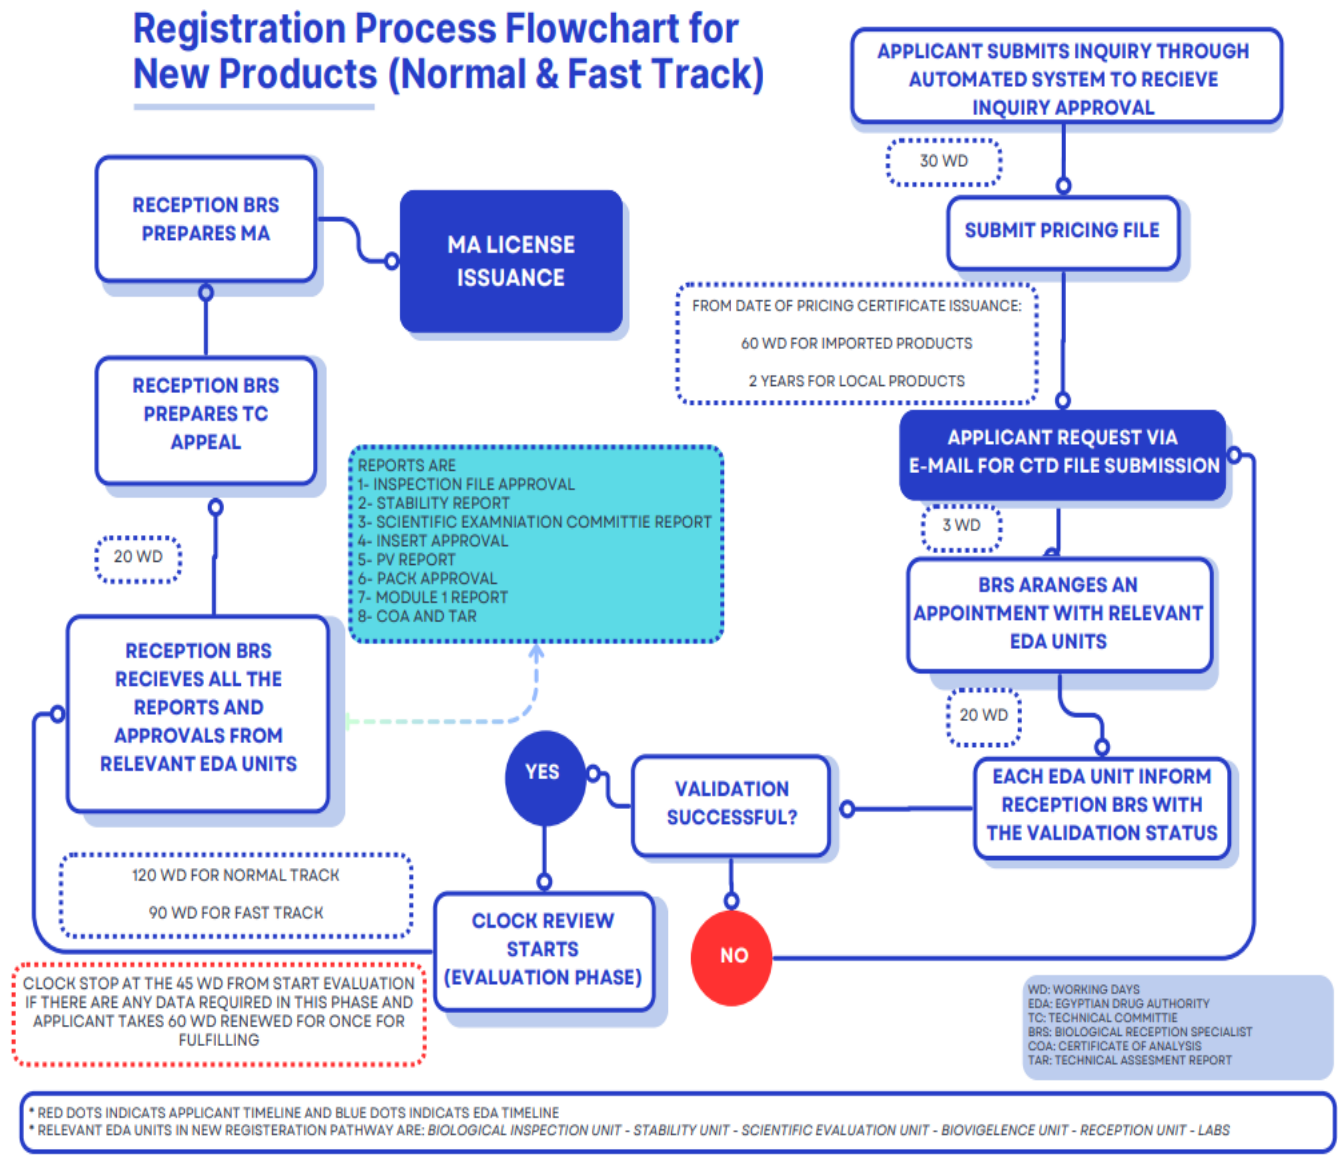 Registration Process Flowchart for
New Products (Normal & Fast Track)
APPLICANT SUBMITS INQUIRY THROUGH
AUTOMATED SYSTEM TO RECIEVE
INQUIRY APPROVAL
30 WD
SUBMIT PRICING FILE
FROM DATE OF PRICING CERTIFICATE ISSUANCE:
60 WD FOR IMPORTED PRODUCTS
2 YEARS FOR LOCAL PRODUCTS
APPLICANT REQUEST VIA
E-MAIL FOR CTD FILE SUBMISSION
3 WD
BRS ARANGES AN
APPOINTMENT WITH RELEVANT
EDA UNITS
20 WD
EACH EDA UNIT INFORM
RECEPTION BRS WITH
THE VALIDATION STATUS
VALIDATION
SUCCESSFUL?
YES
NO
CLOCK REVIEW
STARTS
(EVALUATION PHASE)
120 WD FOR NORMAL TRACK
90 WD FOR FAST TRACK
CLOCK STOP AT THE 45 WD FROM START EVALUATION
IF THERE ARE ANY DATA REQUIRED IN THIS PHASE AND
APPLICANT TAKES 60 WD RENEWED FOR ONCE FOR
FULFILLING
RECEPTION BRS
RECIEVES ALL THE
REPORTS AND
APPROVALS FROM
RELEVANT EDA UNITS
REPORTS ARE
1- INSPECTION FILE APPROVAL
2- STABILITY REPORT
3- SCIENTIFIC EXAMNIATION COMMITTIE REPORT
4- INSERT APPROVAL
5- PV REPORT
6- PACK APPROVAL
7- MODULE 1 REPORT
8- COA AND TAR
20 WD
RECEPTION BRS
PREPARES TC
APPEAL
RECEPTION BRS
PREPARES MA
MA LICENSE
ISSUANCE
WD: WORKING DAYS
EDA: EGYPTIAN DRUG AUTHORITY
TC: TECHNICAL COMMITTIE
BRS: BIOLOGICAL RECEPTION SPECIALIST
COA: CERTIFICATE OF ANALYSIS
TAR: TECHNICAL ASSESMENT REPORT
* RED DOTS INDICATS APPLICANT TIMELINE AND BLUE DOTS INDICATS EDA TIMELINE
* RELEVANT EDA UNITS IN NEW REGISTERATION PATHWAY ARE: BIOLOGICAL INSPECTION UNIT - STABILITY UNIT - SCIENTIFIC EVALUATION UNIT - BIOVIGELENCE UNIT - RECEPTION UNIT - LABS